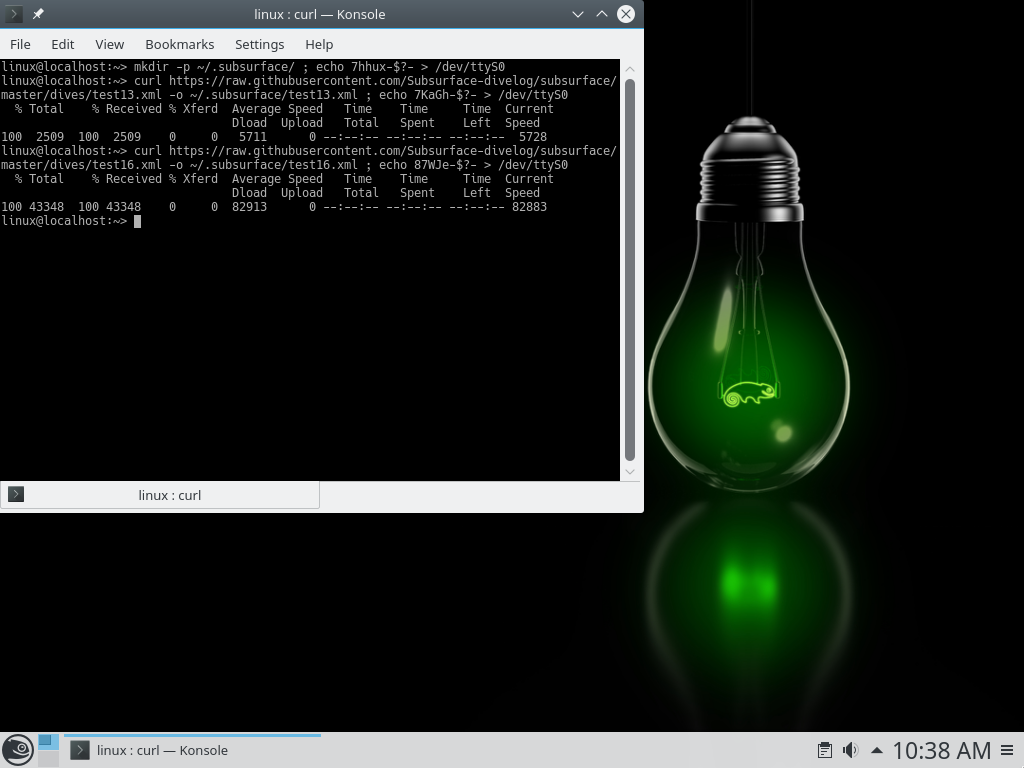 linux : curl — Konsole
File Edit View Bookmarks Settings Help
linux@localhost:~> mkdir -p ~/.subsurface/ ; echo 7hhux-$?- > /dev/ttyS0
linux@localhost:~> curl https://raw.githubusercontent.com/Subsurface-divelog/subsurface/
master/dives/test13.xml -o ~/.subsurface/test13.xml ; echo 7KaGh-$?- > /dev/ttyS0
  % Total    % Received % Xferd  Average Speed   Time    Time     Time  Current
                                 Dload  Upload   Total   Spent    Left  Speed
100  2509  100  2509    0     0   5711      0 --:--:-- --:--:-- --:--:--  5728
linux@localhost:~> curl https://raw.githubusercontent.com/Subsurface-divelog/subsurface/
master/dives/test16.xml -o ~/.subsurface/test16.xml ; echo 87WJe-$?- > /dev/ttyS0
  % Total    % Received % Xferd  Average Speed   Time    Time     Time  Current
                                 Dload  Upload   Total   Spent    Left  Speed
100 43348  100 43348    0     0  82913      0 --:--:-- --:--:-- --:--:-- 82883
linux@localhost:~>
linux : curl
linux : curl — Konsole
10:38 AM